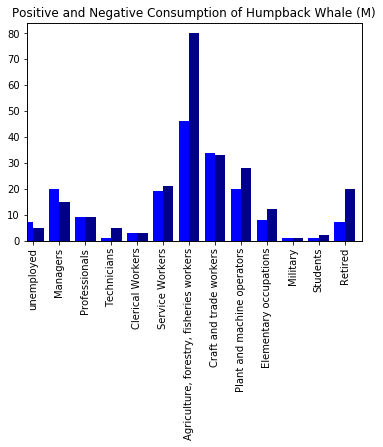 Positive and Negative Consumption of Humpback Whale (M)
80
70
60
50
40
30
20
10
0
unemployed
Managers
Professionals
Technicians
Clerical Workers
Service Workers
Agriculture, forestry, fisheries workers
Craft and trade workers
Plant and machine operators
Elementary occupations
Military
Students
Retired